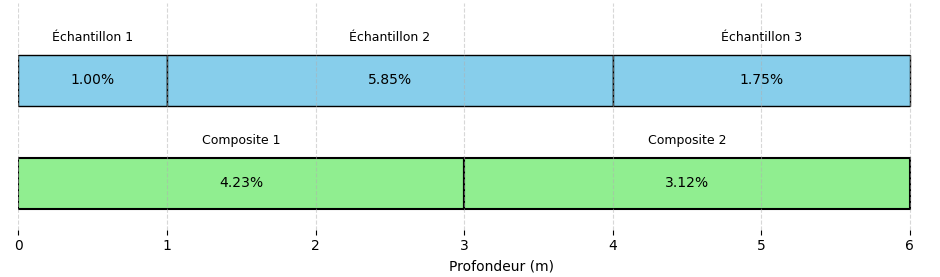 Échantillon 1 Échantillon 2 Échantillon 3
1.00% 5.85% 1.75%
Composite 1 Composite 2
4.23% 3.12%
0 1 2 3 4 5 6
Profondeur (m)